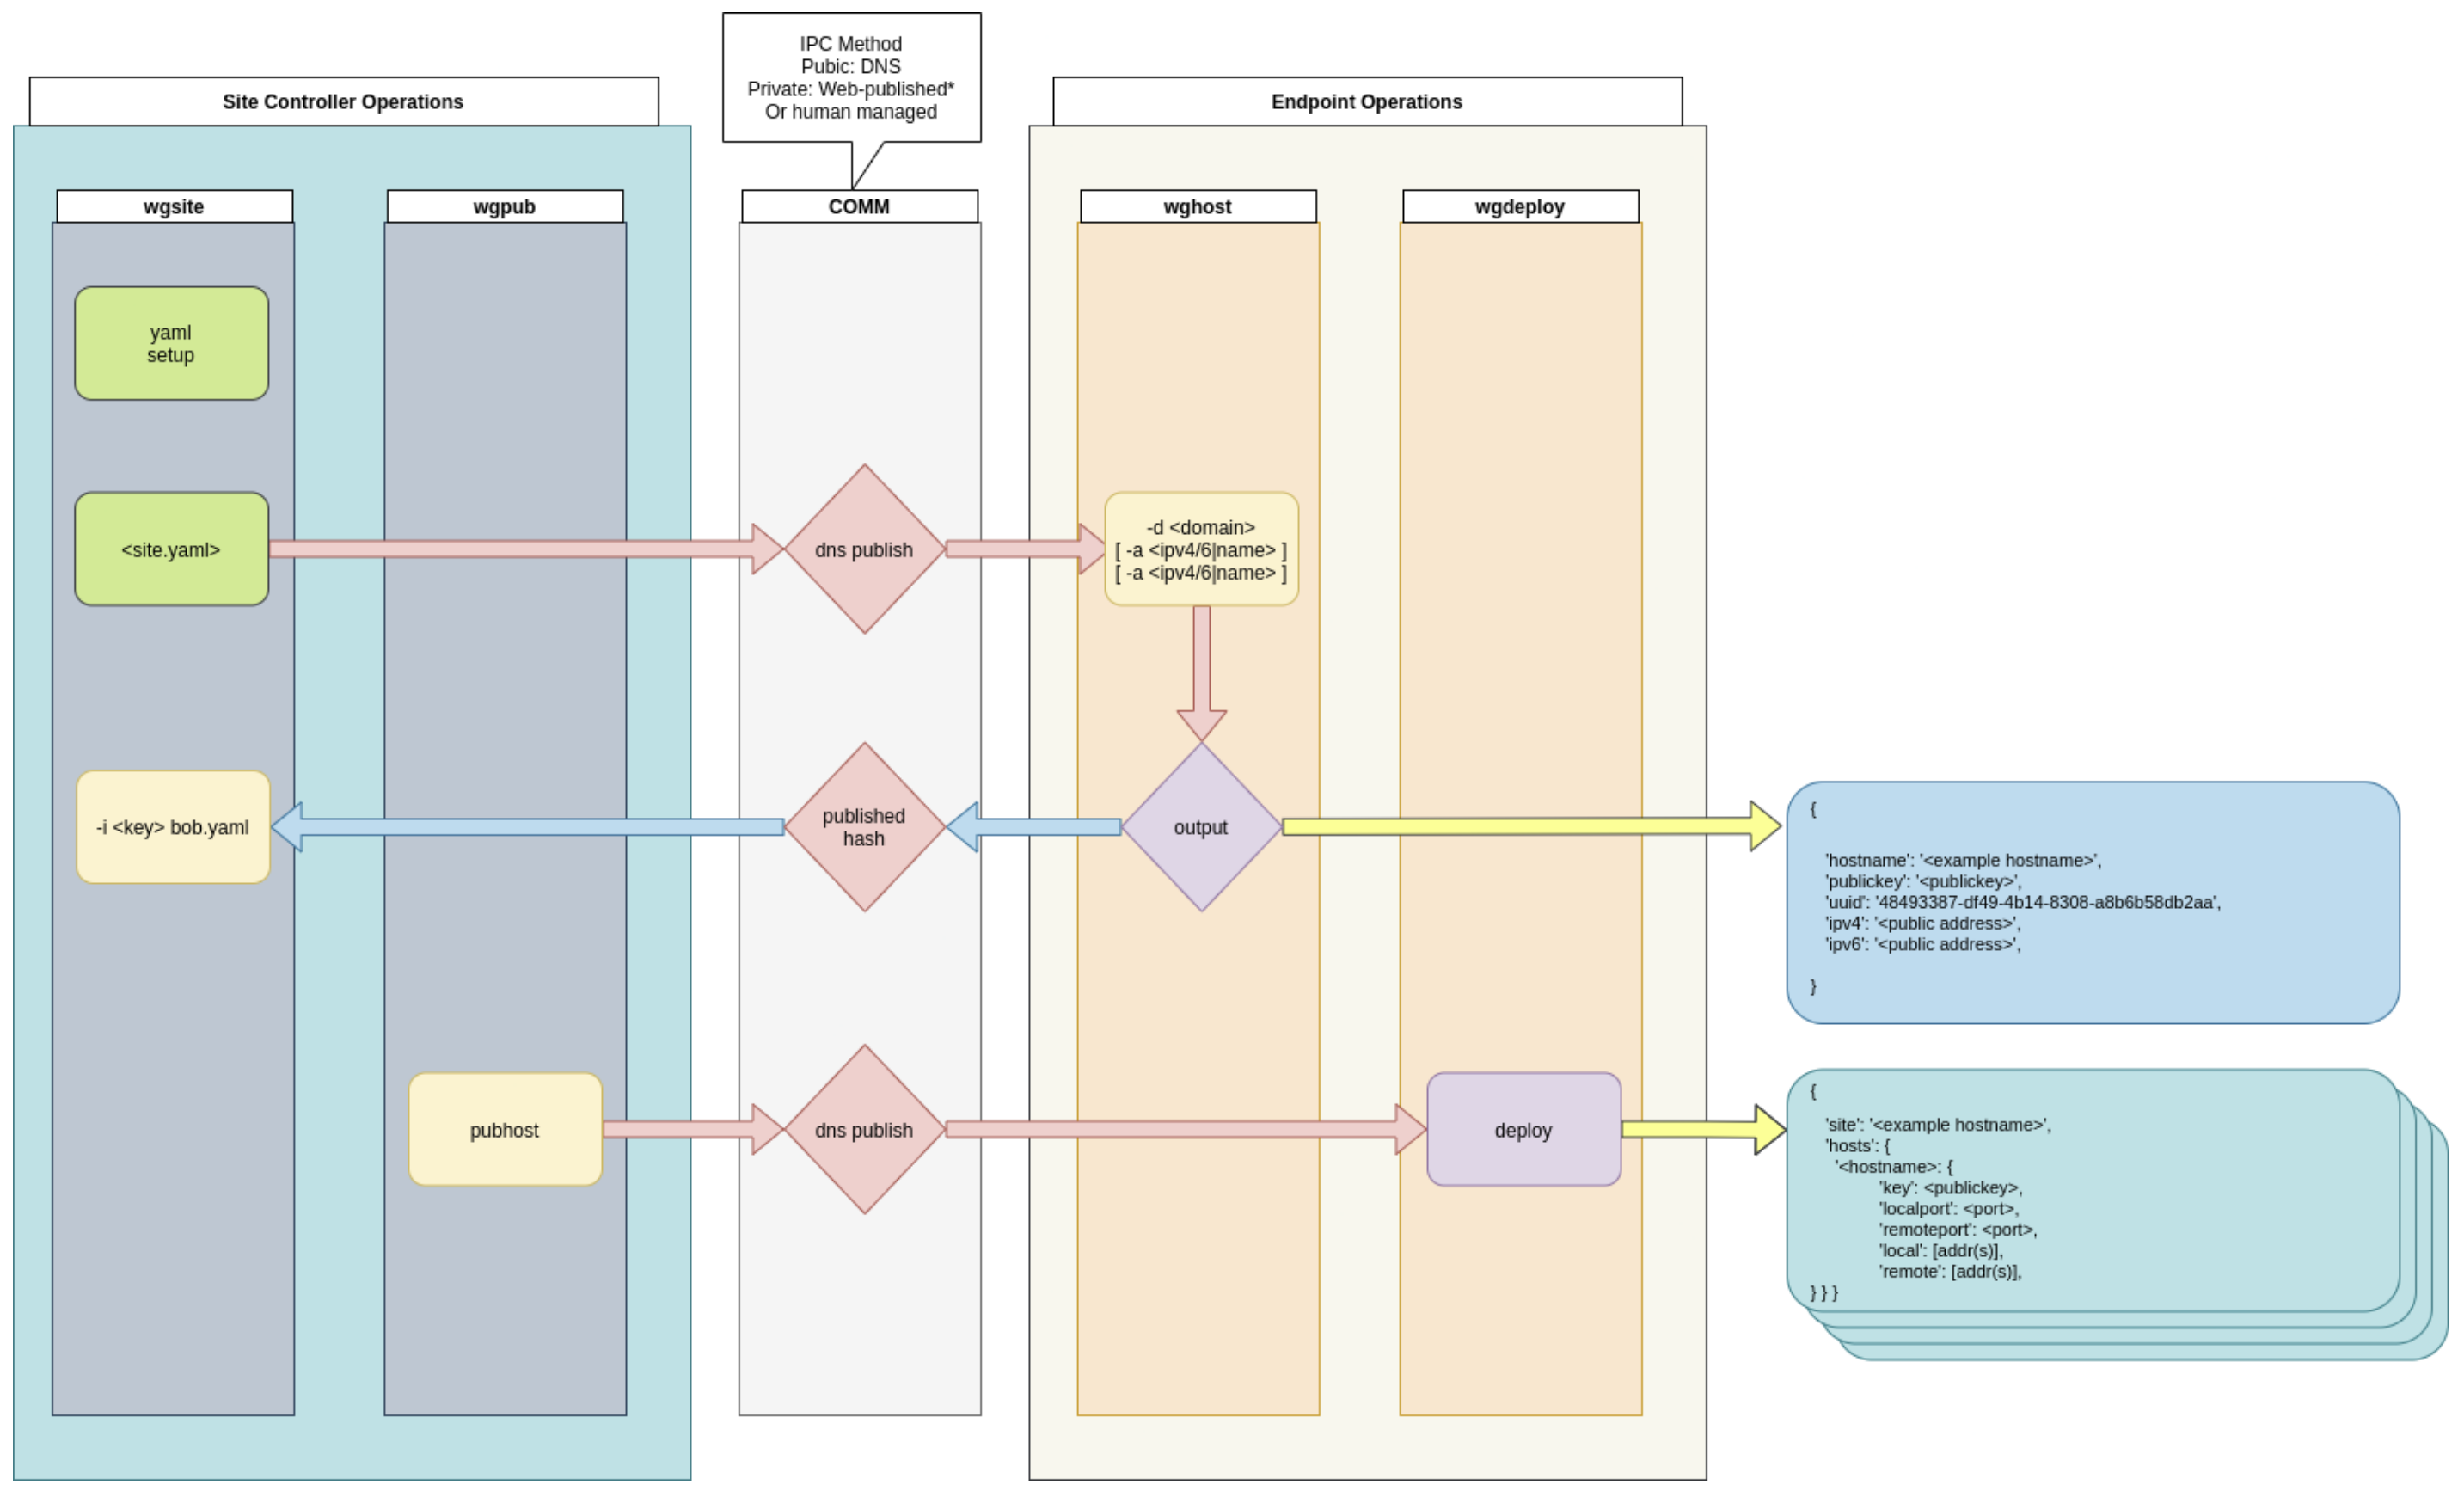 IPC Method
Pubic: DNS
Private: Web-published*
Or human managed
Site Controller Operations
Endpoint Operations
wgsite
wgpub
COMM
wghost
wgdeploy
yaml
setup
<site.yaml>
dns publish
-d <domain>
[ -a <ipv4/6|name> ]
[ -a <ipv4/6|name> ]
-i <key> bob.yaml
published
hash
output
{
'hostname': '<example hostname>',
'publickey': '<publickey>',
'uuid': '48493387-df49-4b14-8308-a8b6b58db2aa',
'ipv4': '<public address>',
'ipv6': '<public address>',
}
pubhost
dns publish
deploy
{
'site': '<example hostname>',
'hosts': {
'<hostname>: {
'key': <publickey>,
'localport': <port>,
'remoteport': <port>,
'local': [addr(s)],
'remote': [addr(s)],
} } }